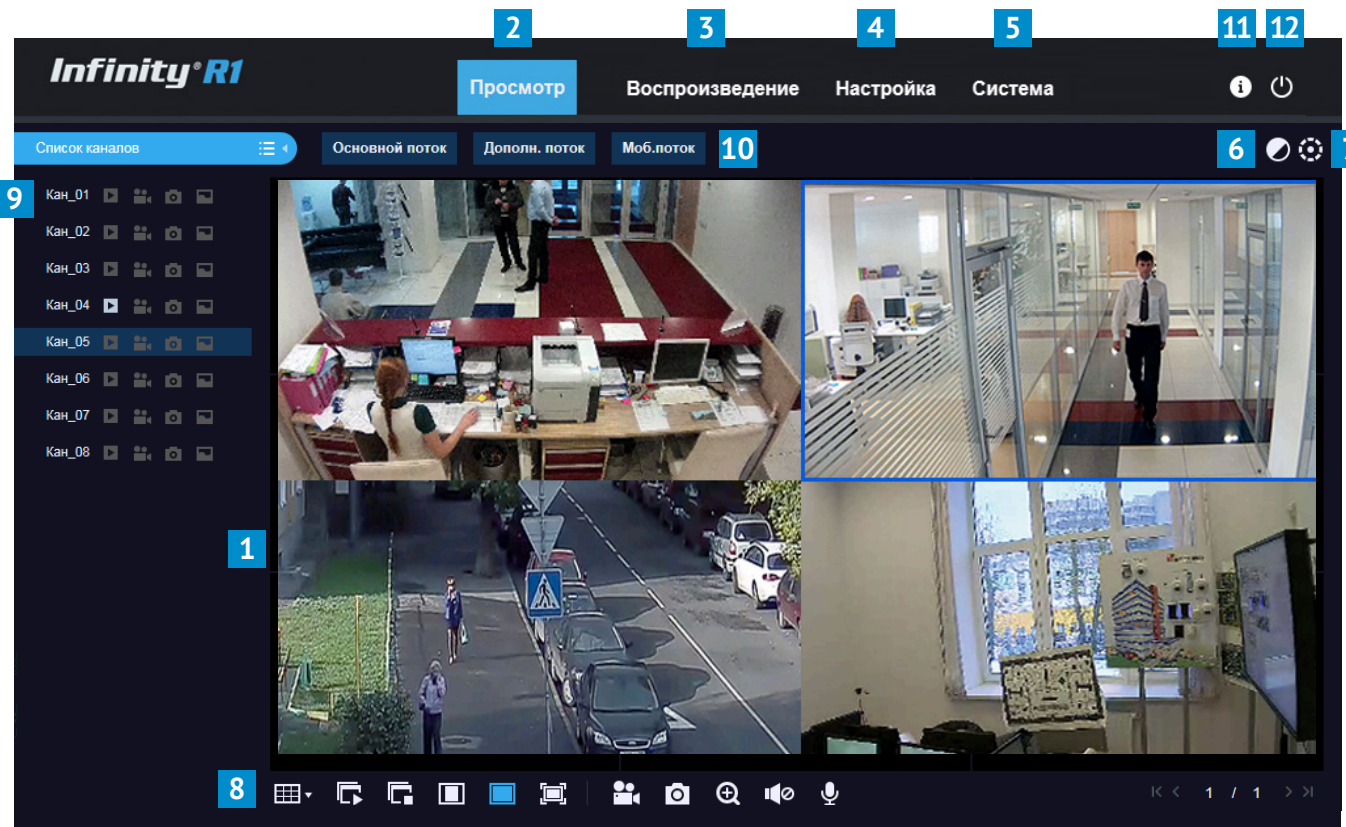 2 3 4 5 11 12
Infinity® R1
Просмотр Воспроизведение Настройка Система
Список каналов Основной поток Дополн. поток Моб.поток 10 6
9 Кан_01
Кан_02
Кан_03
Кан_04
Кан_05
Кан_06
Кан_07
Кан_08
1
8
1 / 1